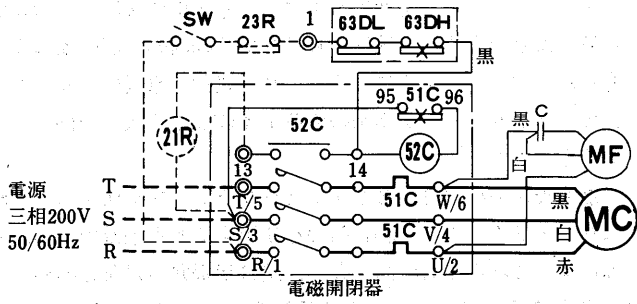 SW 23R 1 63DL 63DH
黒
51C
95 96
52C
21R
52C
13 14
C
黒
白
MF
電源
三相200V
50/60Hz
T T/5 51C W/6 黒
S S/3 51C V/4 白 MC
R R/1 U/2 赤
電磁開閉器